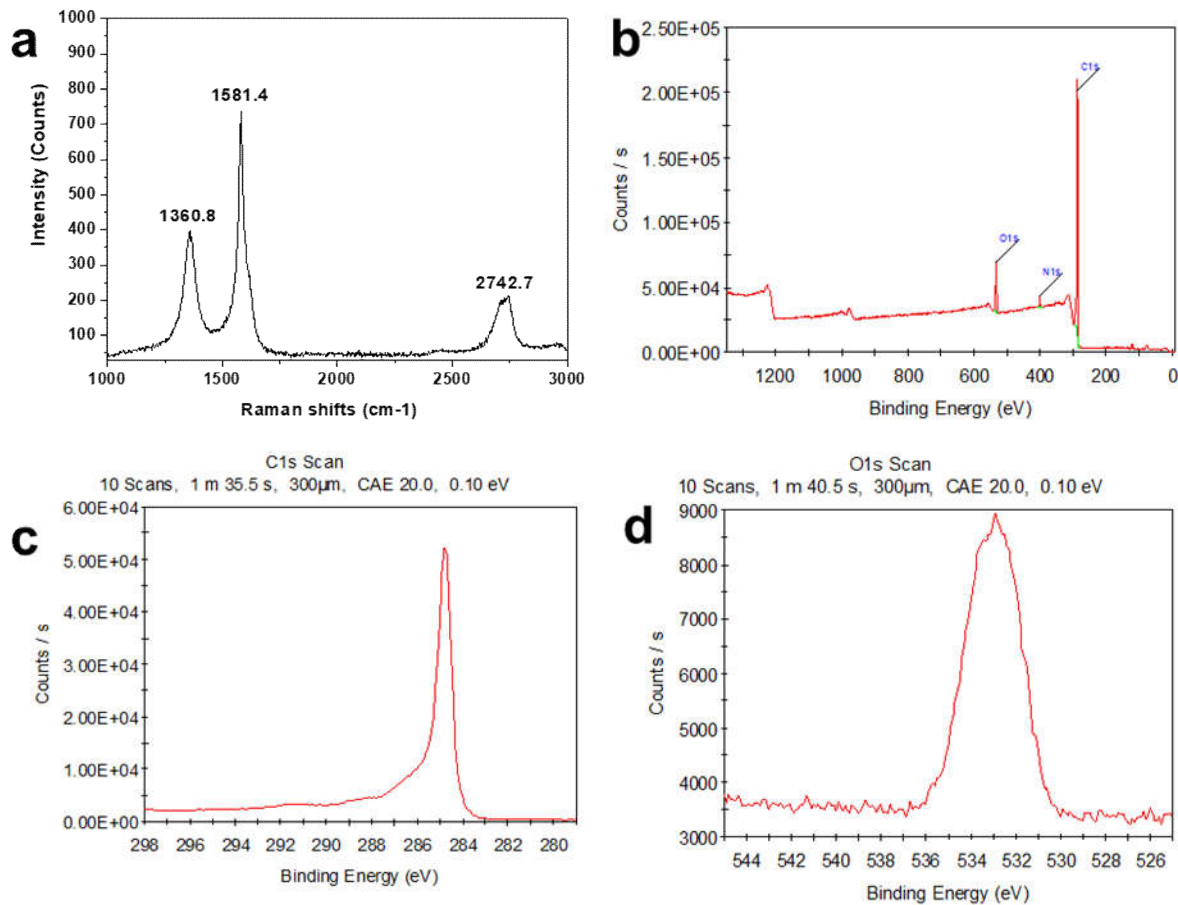 a
1000
900
800
700
600
500
400
300
200
100
Intensity (Counts)
1360.8
1581.4
2742.7
1000 1500 2000 2500 3000
Raman shifts (cm-1)
b
2.50E+05
2.00E+05
1.50E+05
1.00E+05
5.00E+04
0.00E+00
Counts / s
C1s
O1s
N1s
1200 1000 800 600 400 200 0
Binding Energy (eV)
C1s Scan
10 Scans, 1 m 35.5 s, 300µm, CAE 20.0, 0.10 eV
c
6.00E+04
5.00E+04
4.00E+04
3.00E+04
2.00E+04
1.00E+04
0.00E+00
Counts / s
298 296 294 292 290 288 286 284 282 280
Binding Energy (eV)
O1s Scan
10 Scans, 1 m 40.5 s, 300µm, CAE 20.0, 0.10 eV
d
9000
8000
7000
6000
5000
4000
3000
Counts / s
544 542 540 538 536 534 532 530 528 526
Binding Energy (eV)